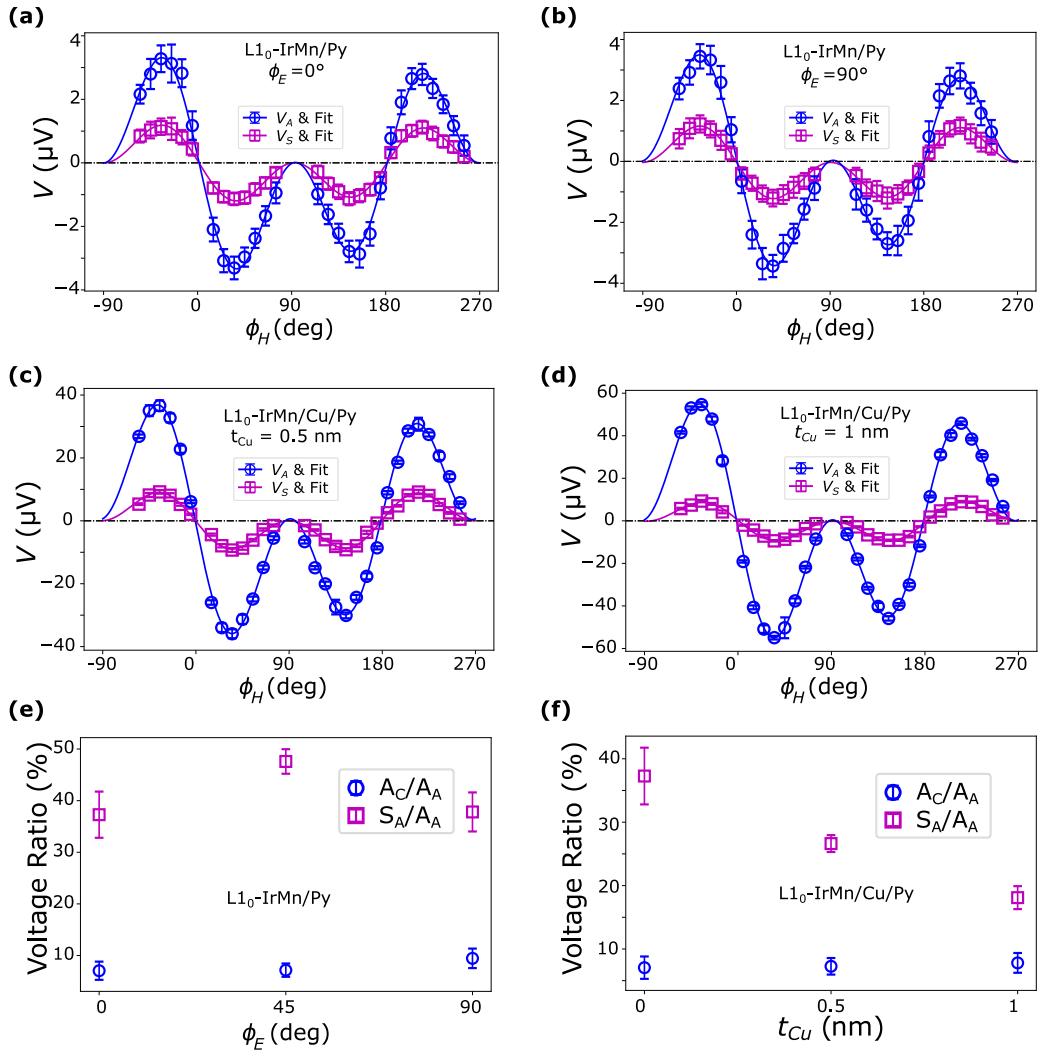 (a)
L1₀-IrMn/Py
ϕ_E=0°
V_A & Fit
V_S & Fit
V (μV)
4
2
0
−2
−4
-90
0
90
180
270
ϕ_H (deg)
(b)
L1₀-IrMn/Py
ϕ_E=90°
V_A & Fit
V_S & Fit
V (μV)
4
2
0
−2
−4
-90
0
90
180
270
ϕ_H (deg)
(c)
L1₀-IrMn/Cu/Py
t_Cu = 0.5 nm
V_A & Fit
V_S & Fit
V (μV)
40
20
0
−20
−40
-90
0
90
180
270
ϕ_H (deg)
(d)
L1₀-IrMn/Cu/Py
t_Cu = 1 nm
V_A & Fit
V_S & Fit
V (μV)
60
40
20
0
−20
−40
−60
-90
0
90
180
270
ϕ_H (deg)
(e)
A_C/A_A
S_A/A_A
L1₀-IrMn/Py
Voltage Ratio (%)
50
40
30
20
10
0
45
90
ϕ_E (deg)
(f)
A_C/A_A
S_A/A_A
L1₀-IrMn/Cu/Py
Voltage Ratio (%)
40
30
20
10
0
0.5
1
t_Cu (nm)